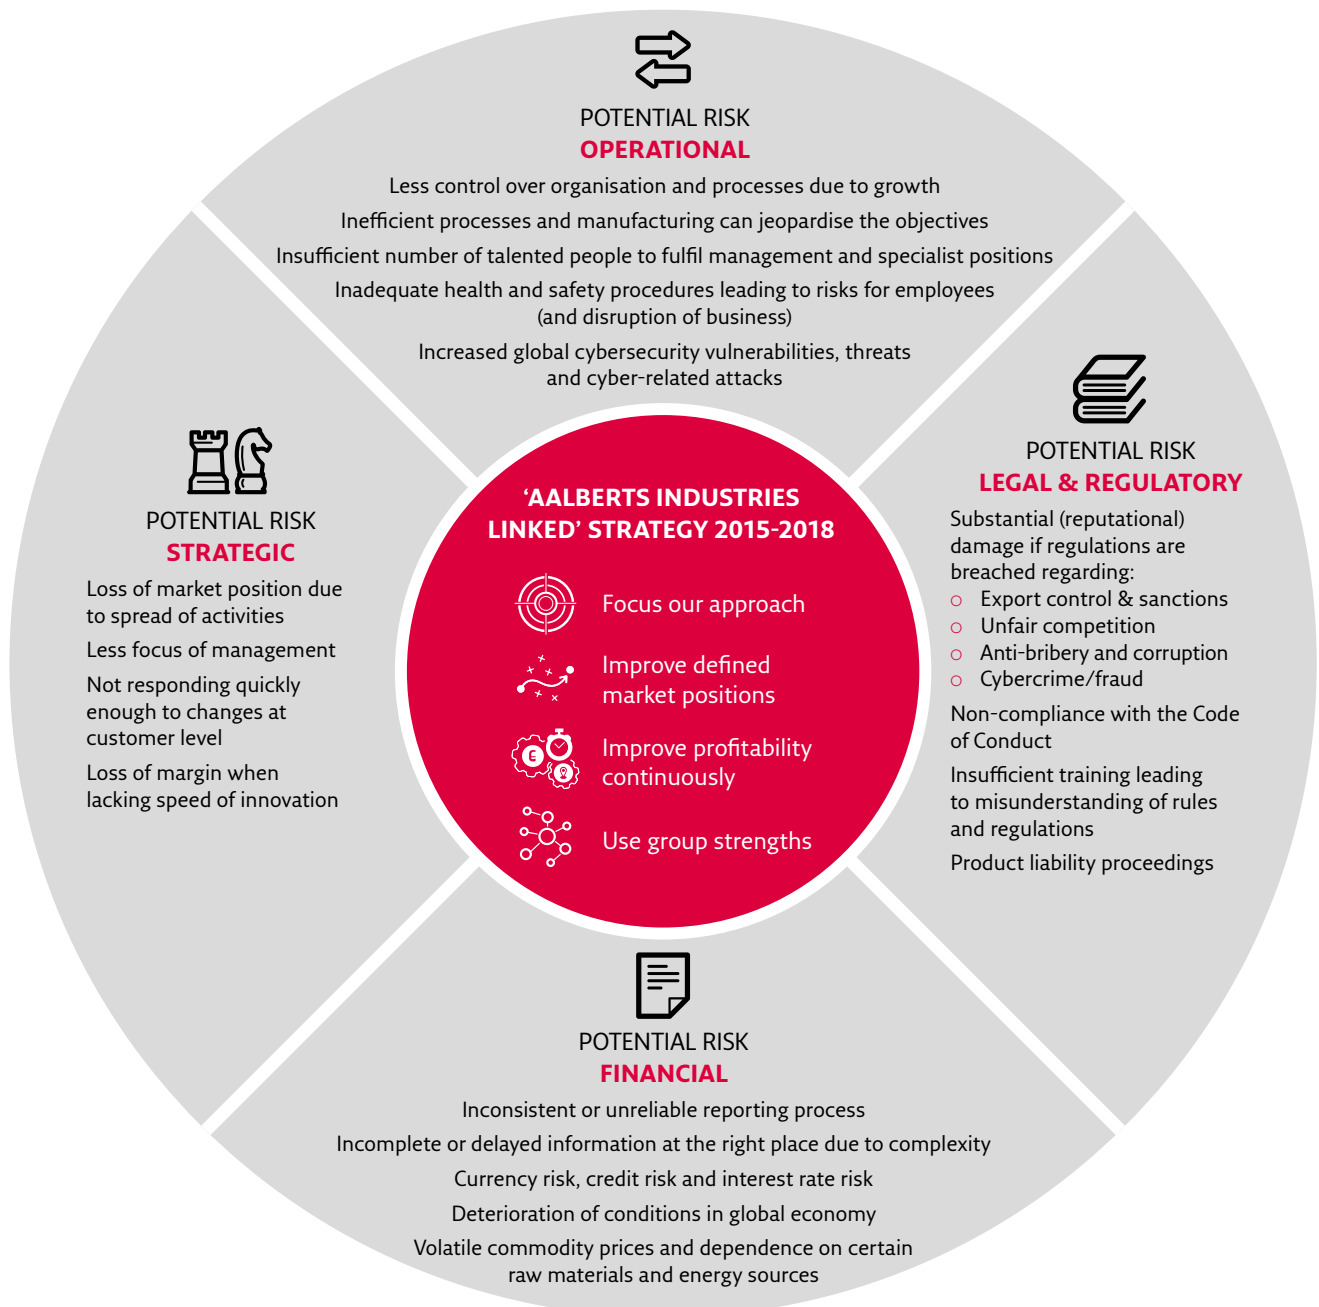 POTENTIAL RISK
OPERATIONAL
Less control over organisation and processes due to growth
Inefficient processes and manufacturing can jeopardise the objectives
Insufficient number of talented people to fulfil management and specialist positions
Inadequate health and safety procedures leading to risks for employees
(and disruption of business)
Increased global cybersecurity vulnerabilities, threats
and cyber-related attacks
POTENTIAL RISK
STRATEGIC
Loss of market position due
to spread of activities
Less focus of management
Not responding quickly
enough to changes at
customer level
Loss of margin when
lacking speed of innovation
‘AALBERTS INDUSTRIES
LINKED’ STRATEGY 2015-2018
Focus our approach
Improve defined
market positions
Improve profitability
continuously
Use group strengths
POTENTIAL RISK
LEGAL & REGULATORY
Substantial (reputational)
damage if regulations are
breached regarding:
Export control & sanctions
Unfair competition
Anti-bribery and corruption
Cybercrime/fraud
Non-compliance with the Code
of Conduct
Insufficient training leading
to misunderstanding of rules
and regulations
Product liability proceedings
POTENTIAL RISK
FINANCIAL
Inconsistent or unreliable reporting process
Incomplete or delayed information at the right place due to complexity
Currency risk, credit risk and interest rate risk
Deterioration of conditions in global economy
Volatile commodity prices and dependence on certain
raw materials and energy sources